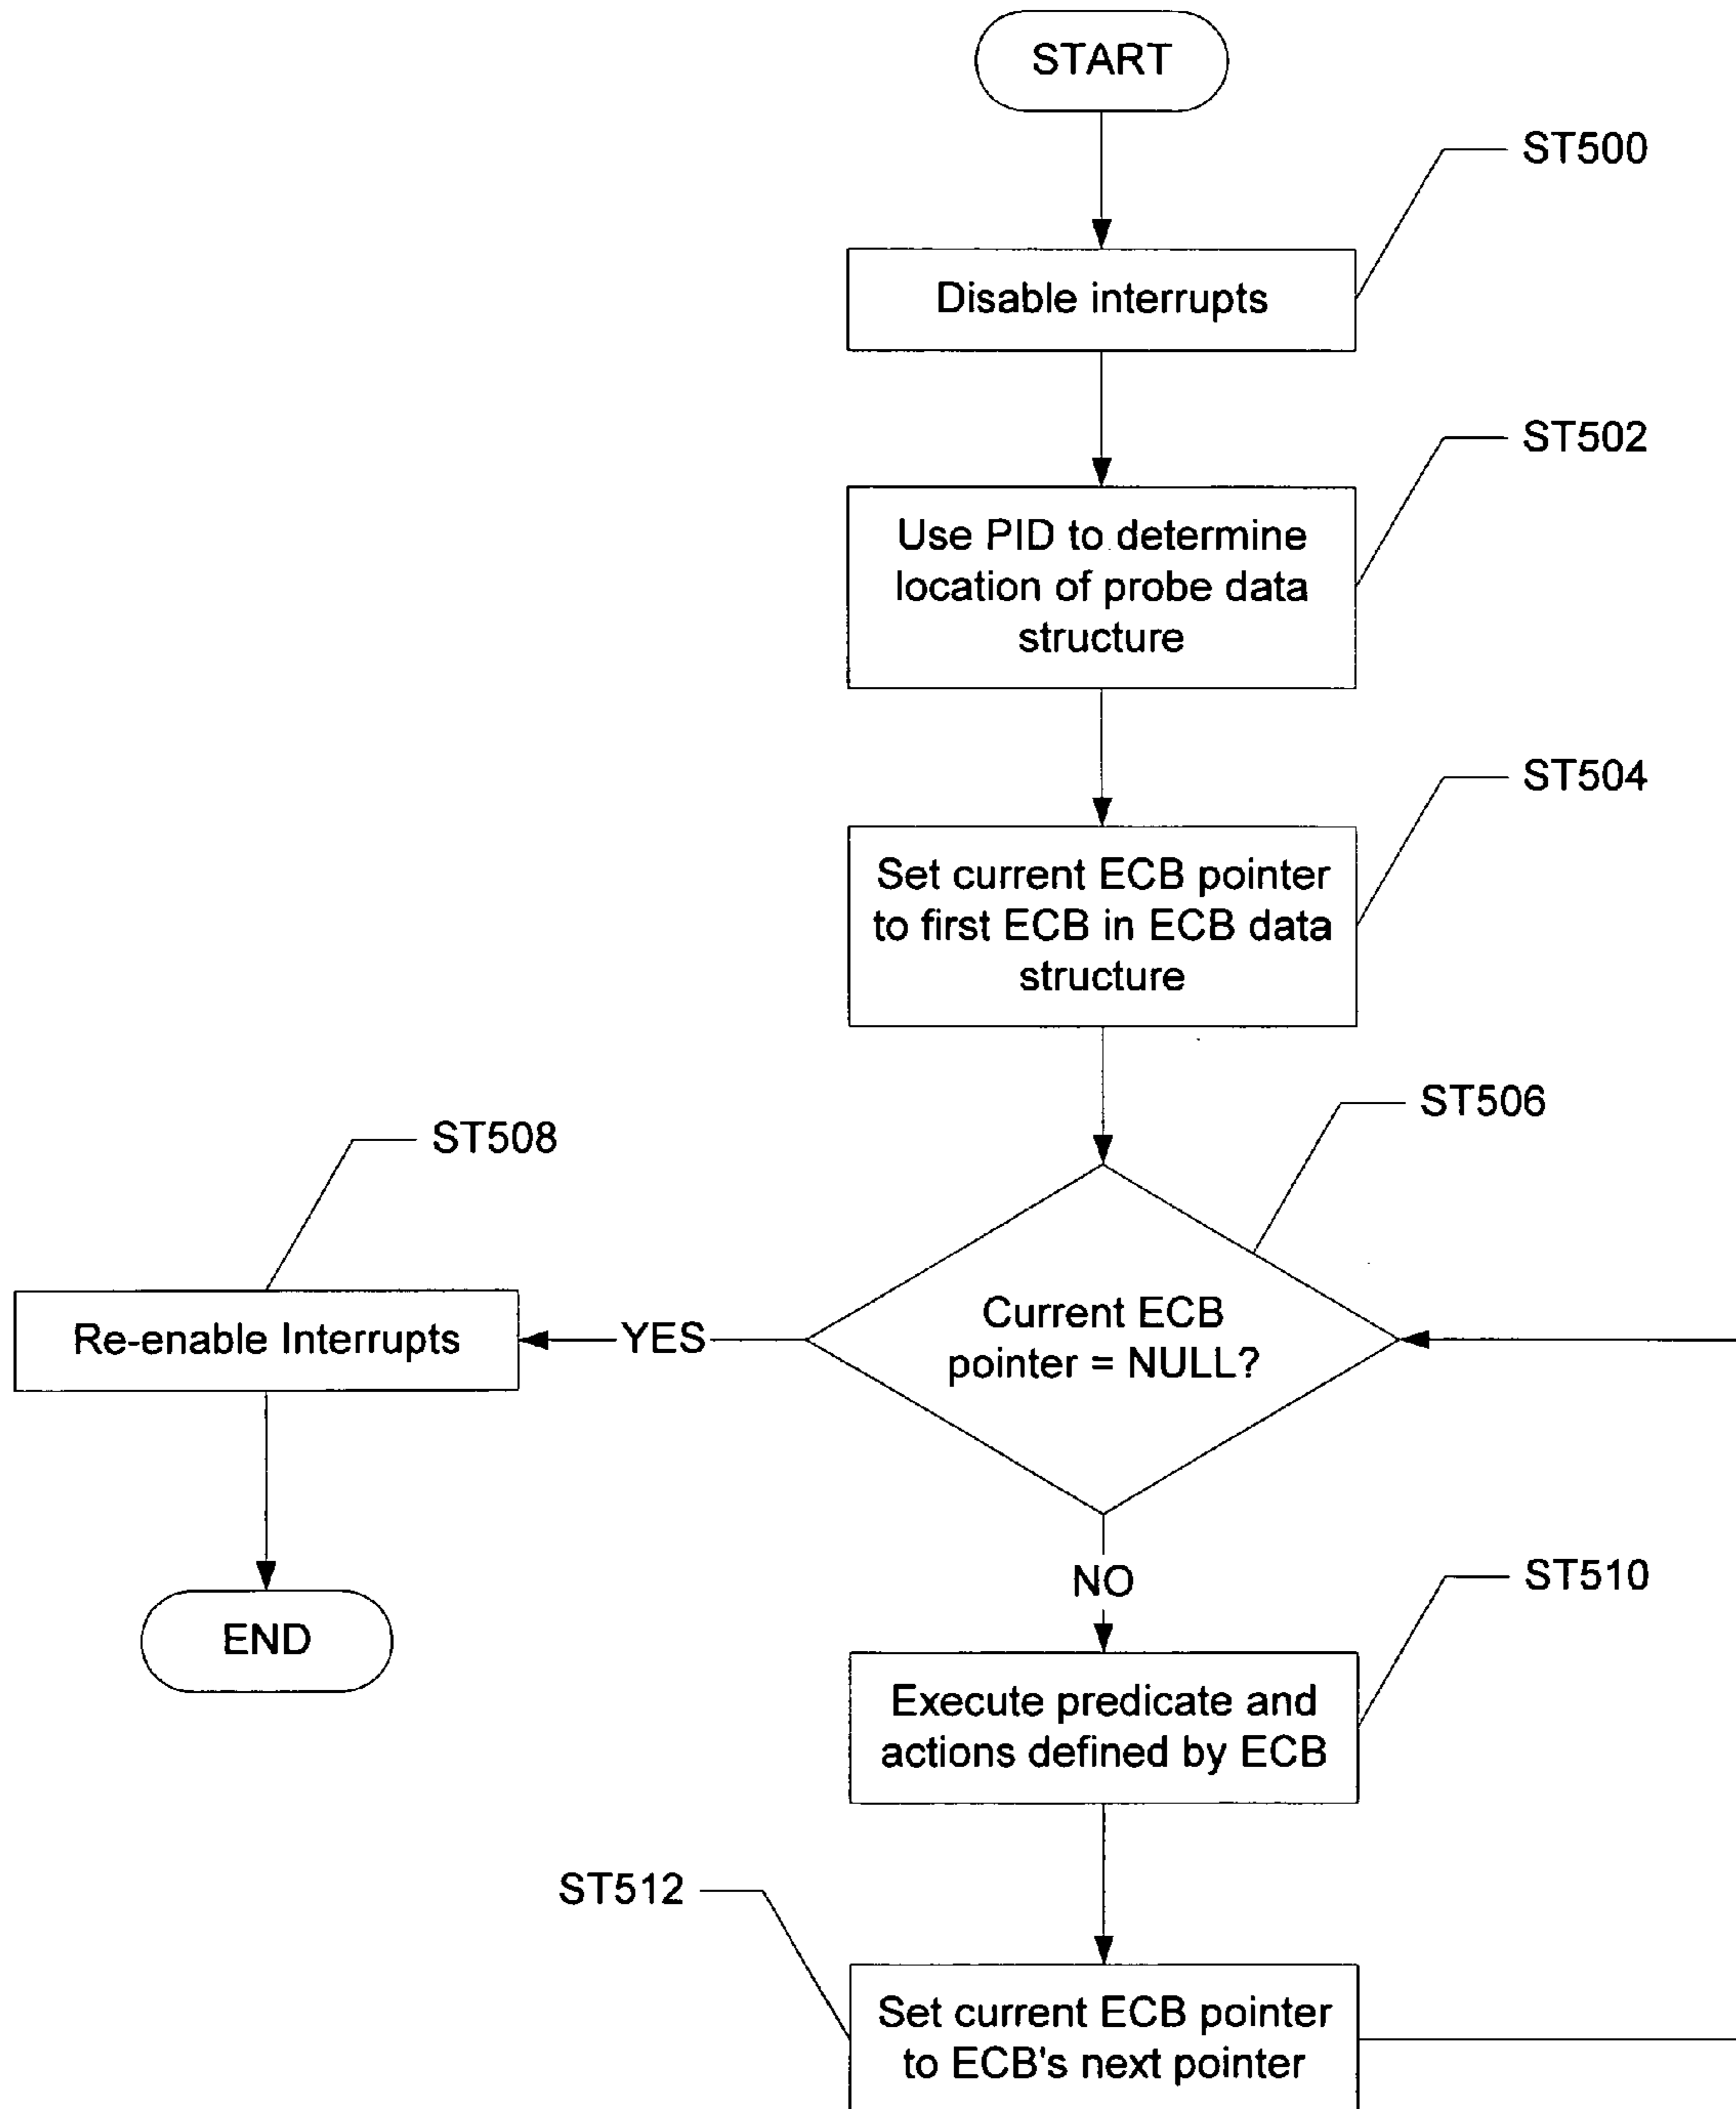 START
ST500
Disable interrupts
ST502
Use PID to determine
location of probe data
structure
ST504
Set current ECB pointer
to first ECB in ECB data
structure
ST506
ST508
Current ECB
pointer = NULL?
YES
Re-enable Interrupts
END
NO
ST510
Execute predicate and
actions defined by ECB
ST512
Set current ECB pointer
to ECB's next pointer